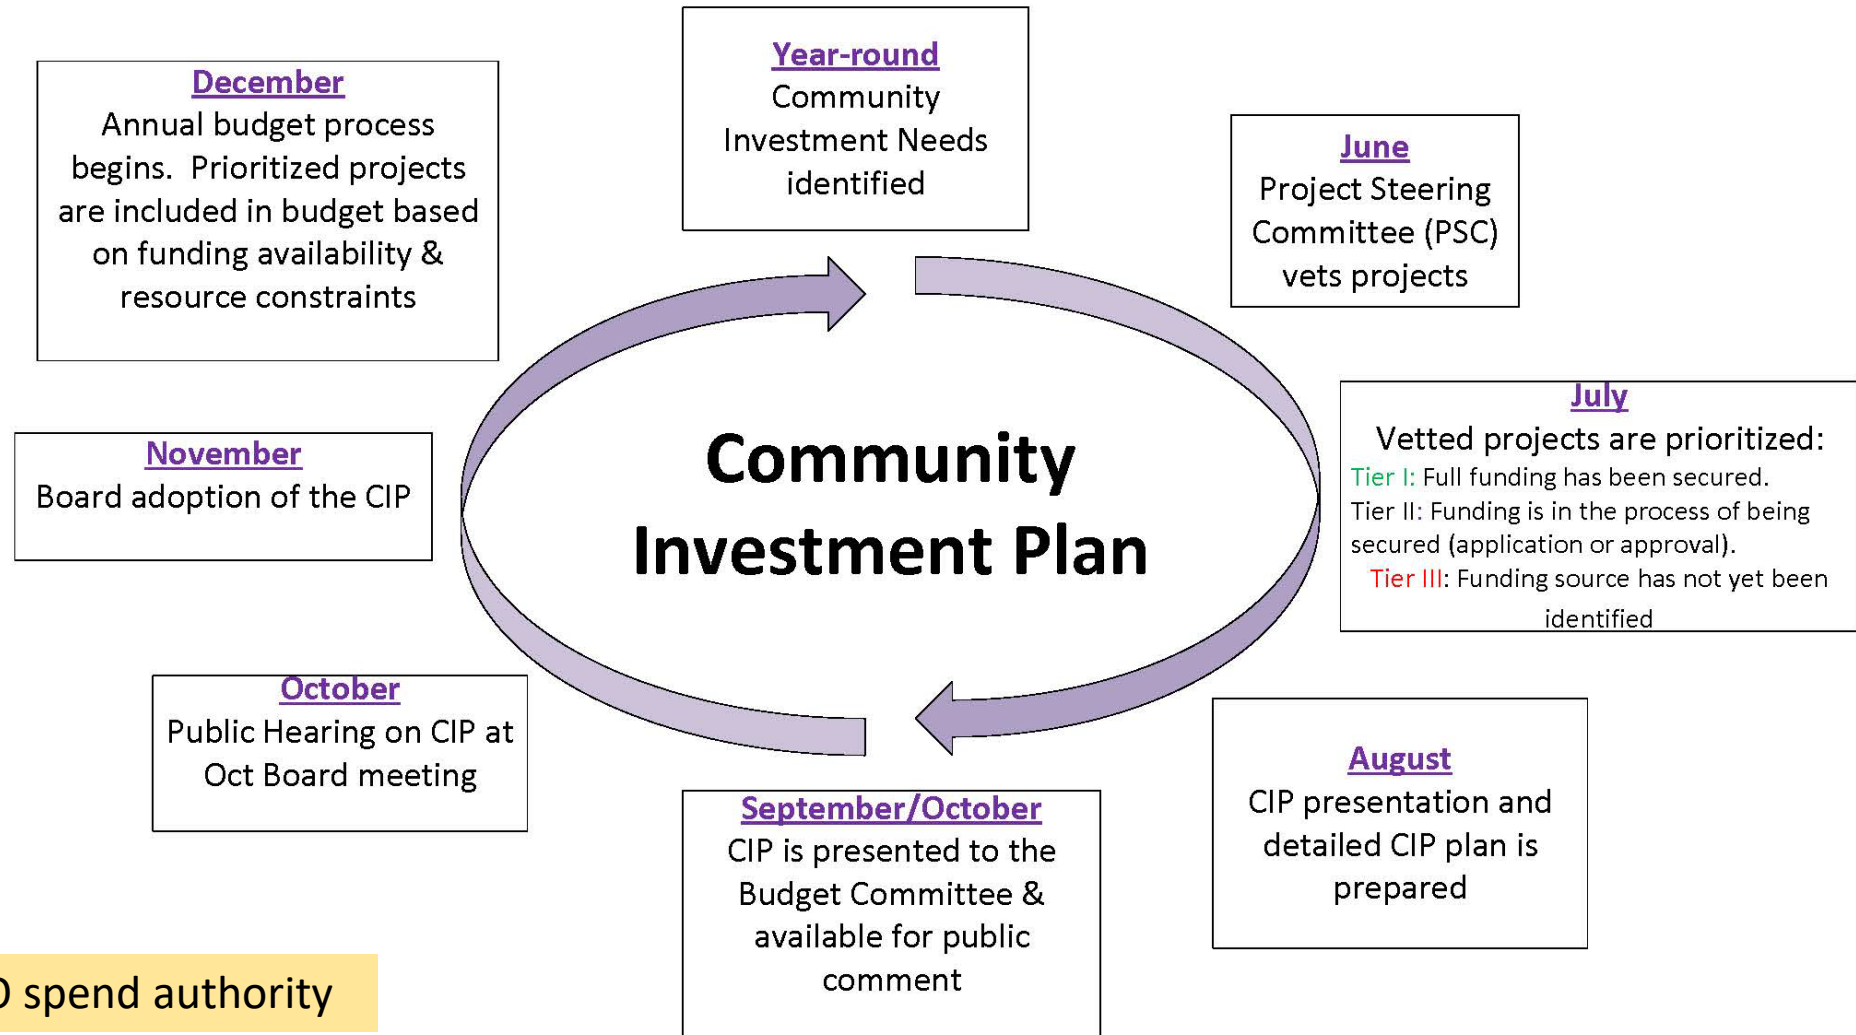 Year-round
Community
Investment Needs
identified
June
Project Steering
Committee (PSC)
vets projects
July
Vetted projects are prioritized:
Tier I: Full funding has been secured.
Tier II: Funding is in the process of being
secured (application or approval).
Tier III: Funding source has not yet been
identified
August
CIP presentation and
detailed CIP plan is
prepared
September/October
CIP is presented to the
Budget Committee &
available for public
comment
October
Public Hearing on CIP at
Oct Board meeting
November
Board adoption of the CIP
December
Annual budget process
begins.  Prioritized projects
are included in budget based
on funding availability &
resource constraints
Community
Investment Plan
spend authority